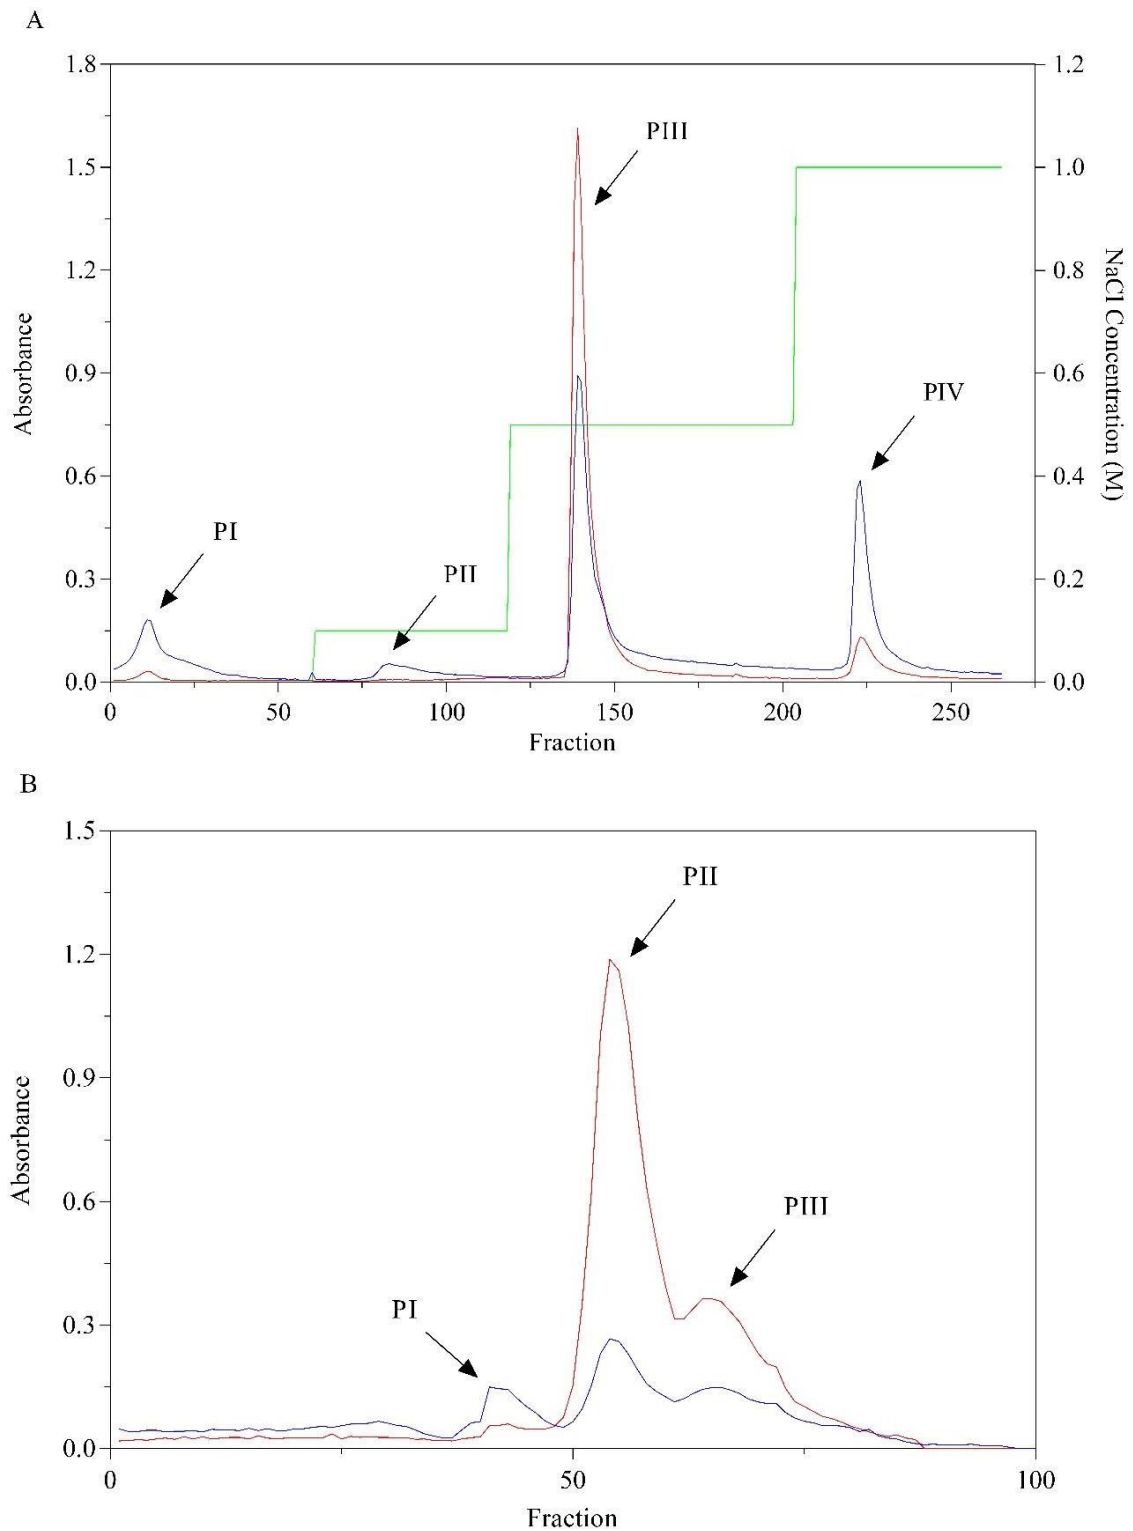 A
1.8
1.2
PIII
1.5
1.0
1.2
0.8
Absorbance
NaCl Concentration (M)
0.9
0.6
PIV
0.6
0.4
PI
PII
0.3
0.2
0.0
0.0
0
50
100
150
200
250
Fraction
B
1.5
PII
1.2
0.9
Absorbance
0.6
PIII
PI
0.3
0.0
0
50
100
Fraction